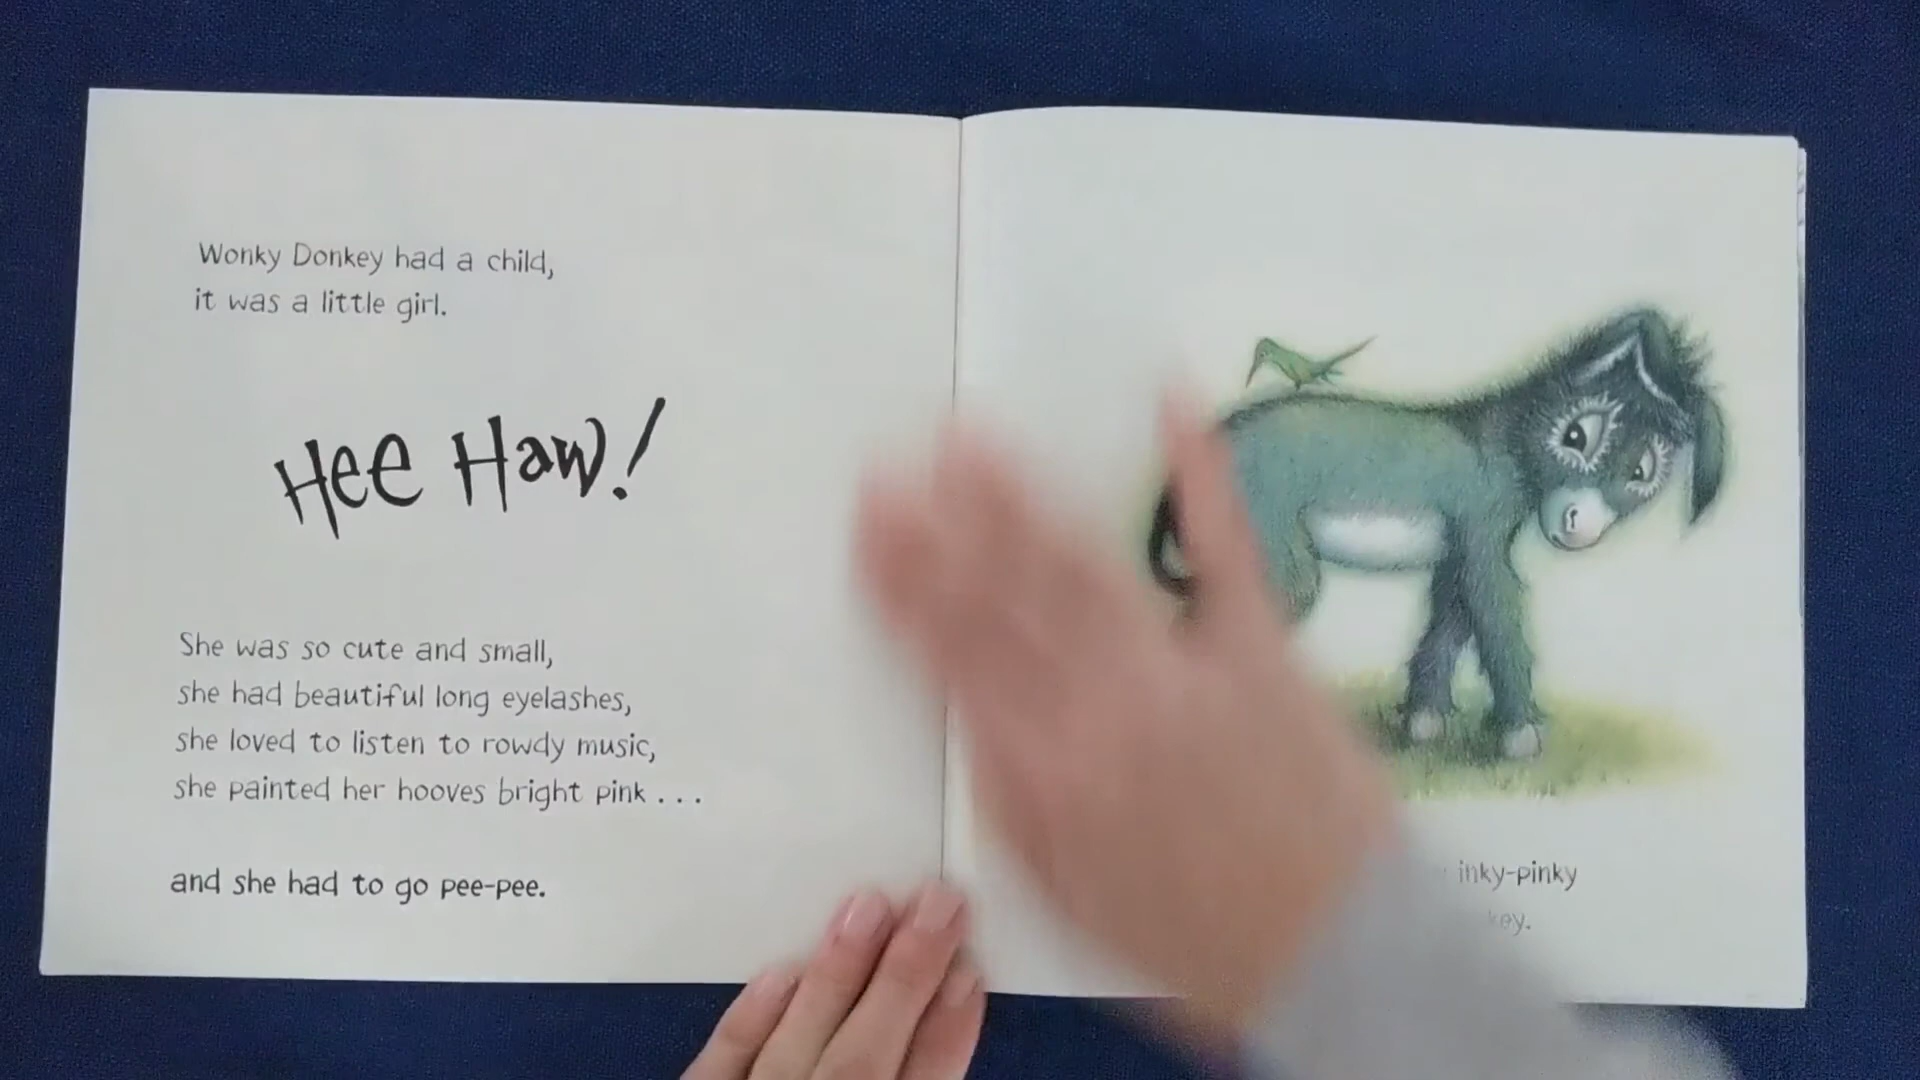 Wonky Donkey had a child,
it was a little girl.
Hee Haw!
She was so cute and small,
she had beautiful long eyelashes,
she loved to listen to rowdy music,
she painted her hooves bright pink . . .
and she had to go pee-pee.
inky-pinky